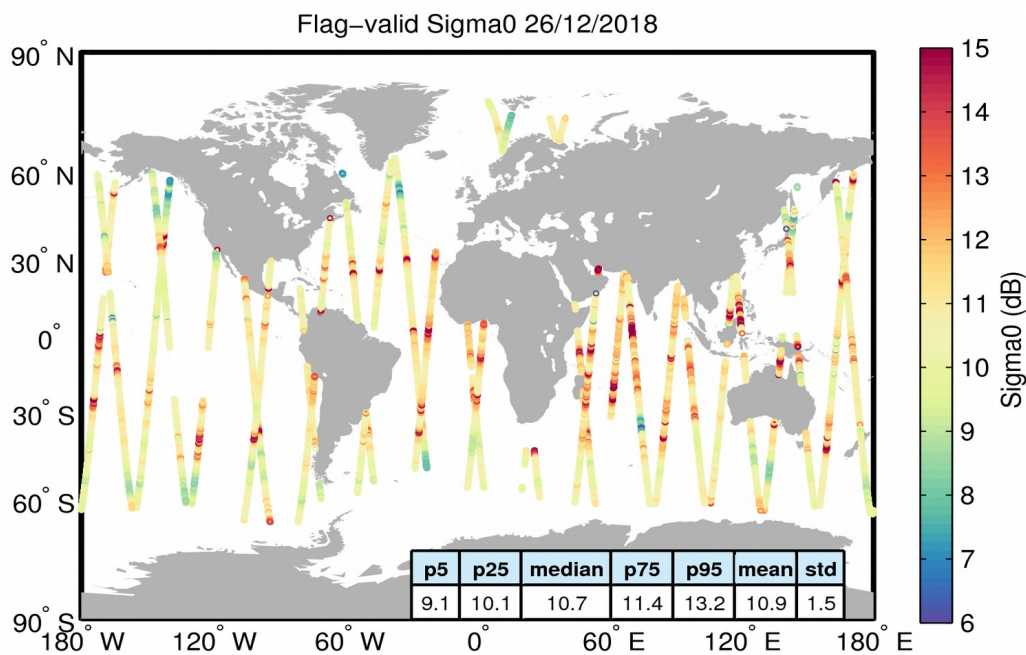 Flag-valid Sigma0 26/12/2018
90° N
60° N
30° N
0°
30° S
60° S
90° S
180° W
120° W
60° W
0°
60° E
120° E
180° E
15
14
13
12
11
10
9
8
7
6
Sigma0 (dB)
p5 p25 median p75 p95 mean std
9.1 10.1 10.7 11.4 13.2 10.9 1.5